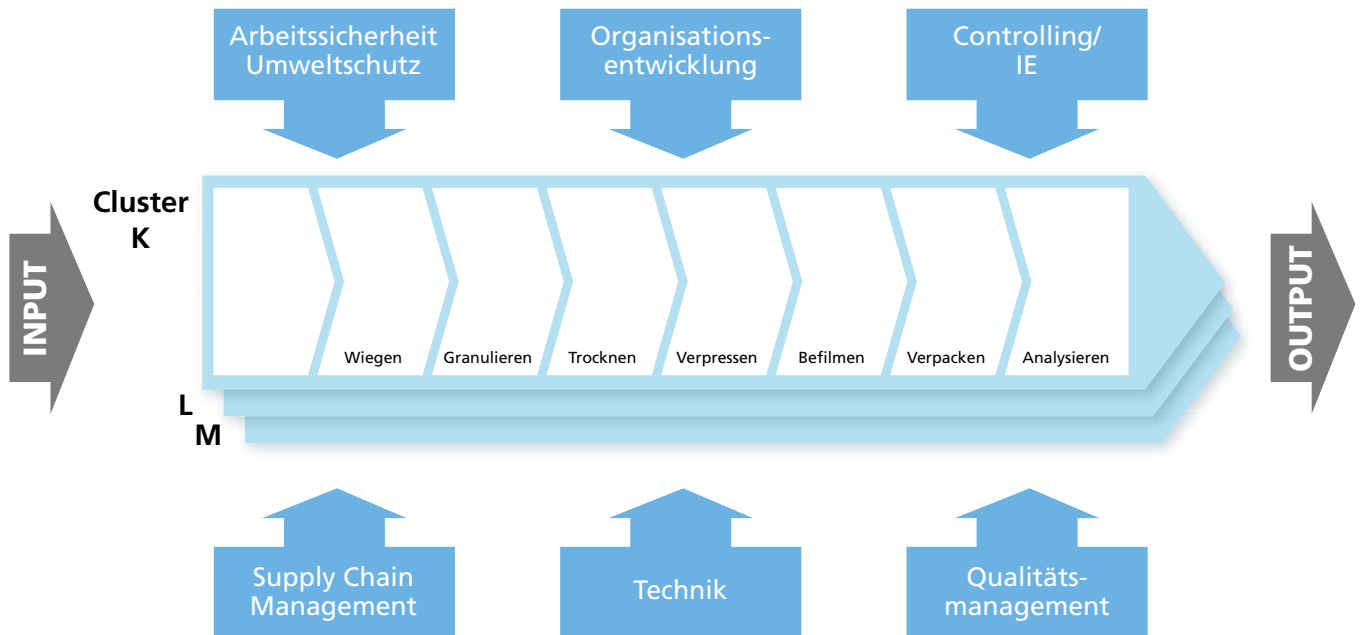 Arbeitssicherheit
Umweltschutz
Organisations-
entwicklung
Controlling/
IE
Cluster
K
INPUT
OUTPUT
Wiegen
Granulieren
Trocknen
Verpressen
Befilmen
Verpacken
Analysieren
L
M
Supply Chain
Management
Technik
Qualitäts-
management